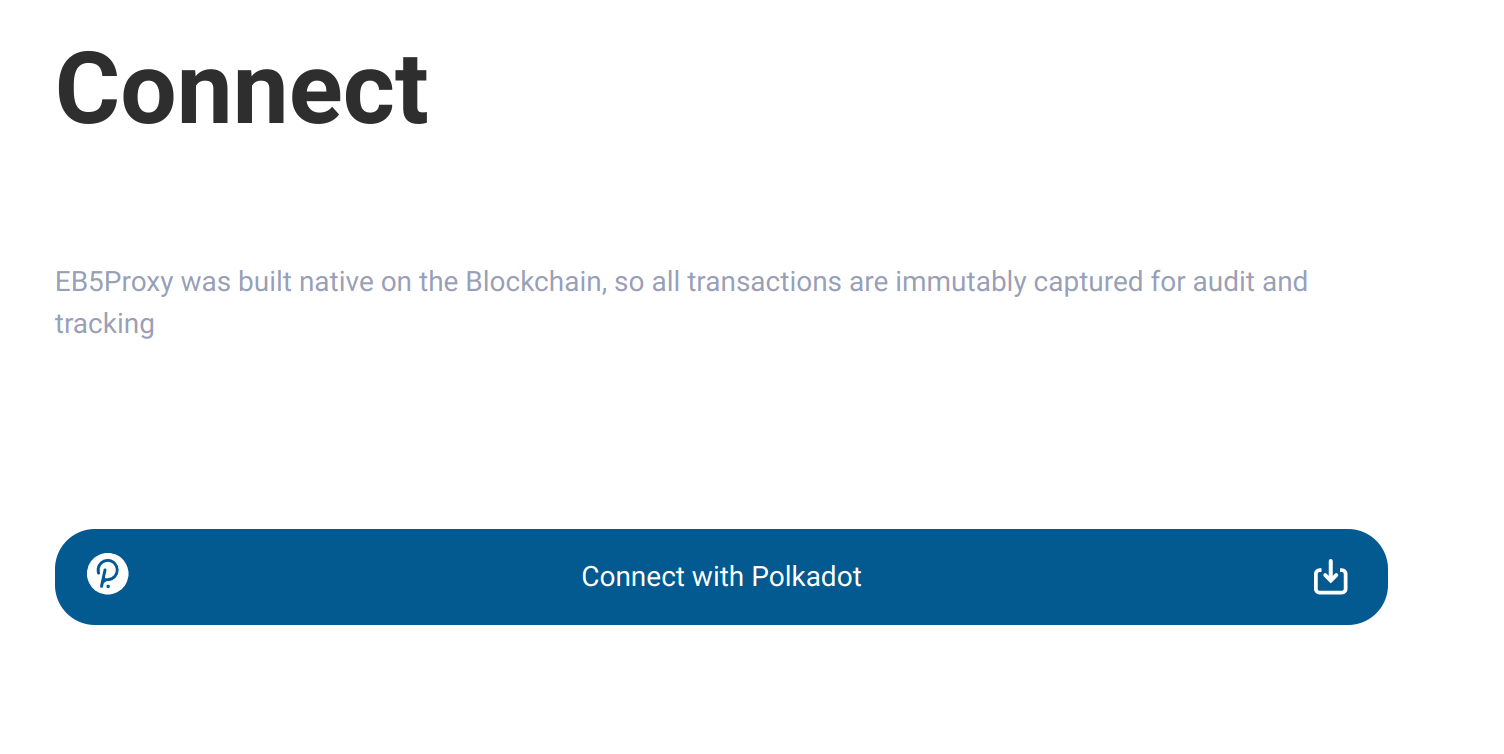 Connect
EB5Proxy was built native on the Blockchain, so all transactions are immutably captured for audit and
tracking
Connect with Polkadot